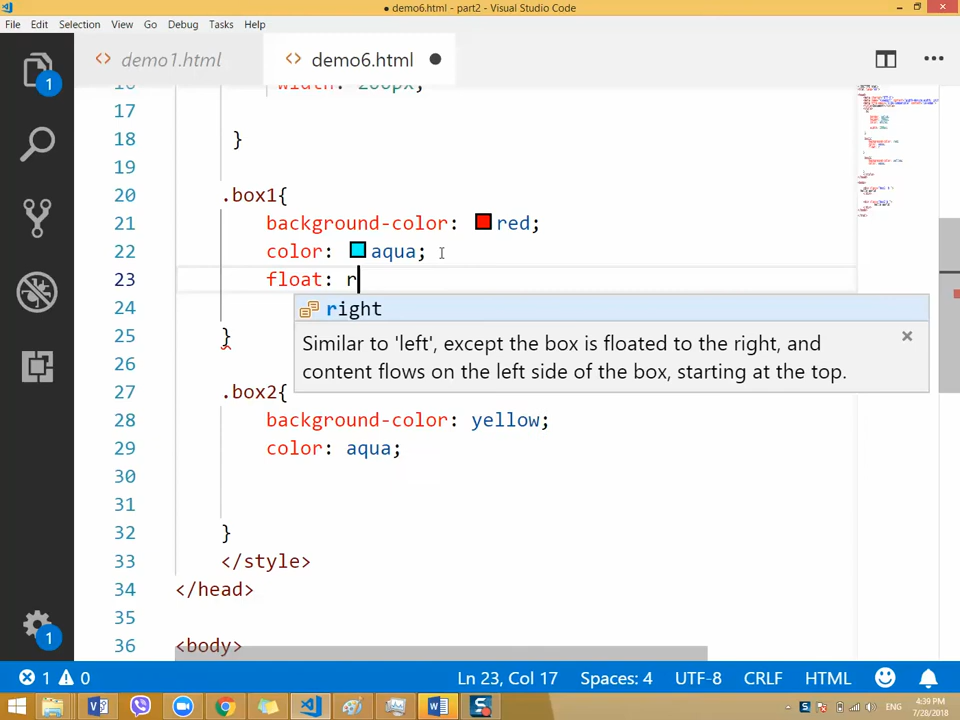 demo6.html - part2 - Visual Studio Code
File Edit Selection View Go Debug Tasks Help
1
demo1.html
demo6.html
16 width: 200px;
17
18 }
19
20 .box1{
21 background-color: red;
22 color: aqua;
23 float: r
right
24
Similar to 'left', except the box is floated to the right, and
25 }
content flows on the left side of the box, starting at the top.
26
27 .box2{
28 background-color: yellow;
29 color: aqua;
30
31
32 }
33 </style>
34 </head>
35
36 <body>
1
1 0 Ln 23, Col 17 Spaces: 4 UTF-8 CRLF HTML
ENG
4:39 PM
7/28/2018